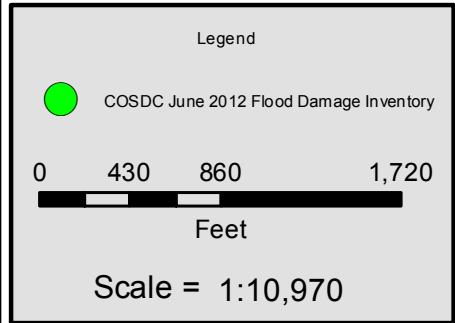 Legend
COSDC June 2012 Flood Damage Inventory
0 430 860 1,720
Feet
Scale = 1:10,970